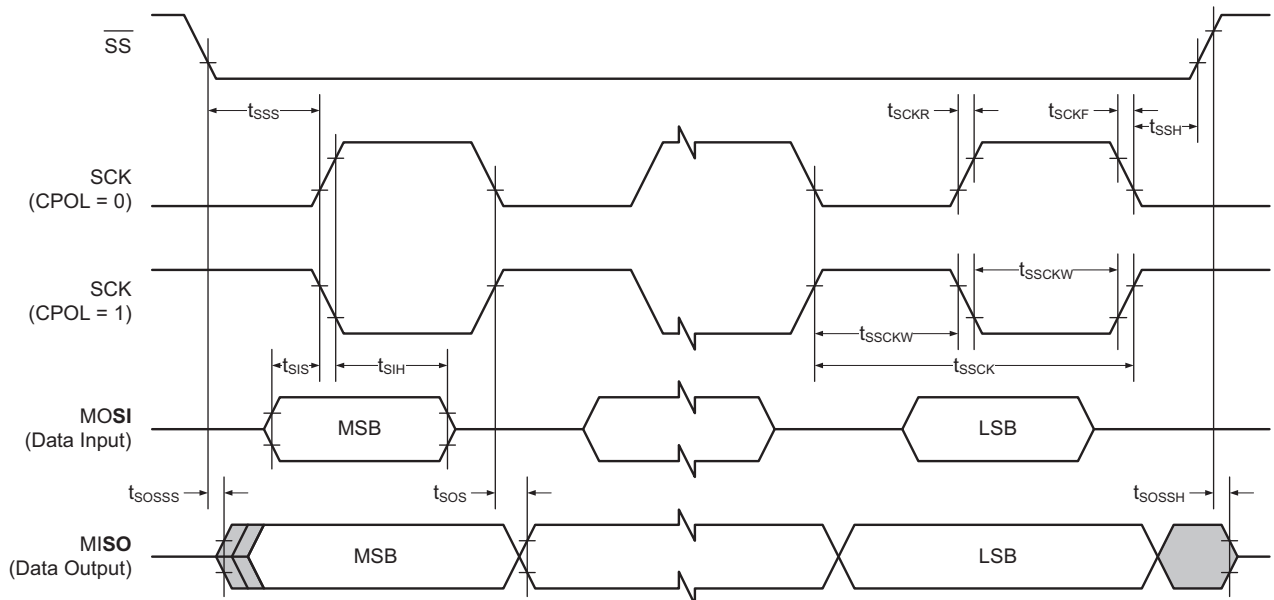 SS
tSSS
tSCKR
tSCKF
tSSH
SCK
(CPOL = 0)
SCK
(CPOL = 1)
tSSCKW
tSSCKW
tSIS
tSIH
tSSCK
MOSI
(Data Input)
MSB
LSB
tSOSSS
tSOS
tSOSSH
MISO
(Data Output)
MSB
LSB